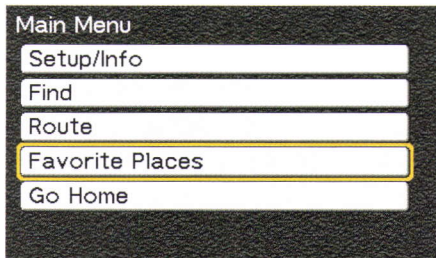 Main Menu
Setup/Info
Find
Route
Favorite Places
Go Home